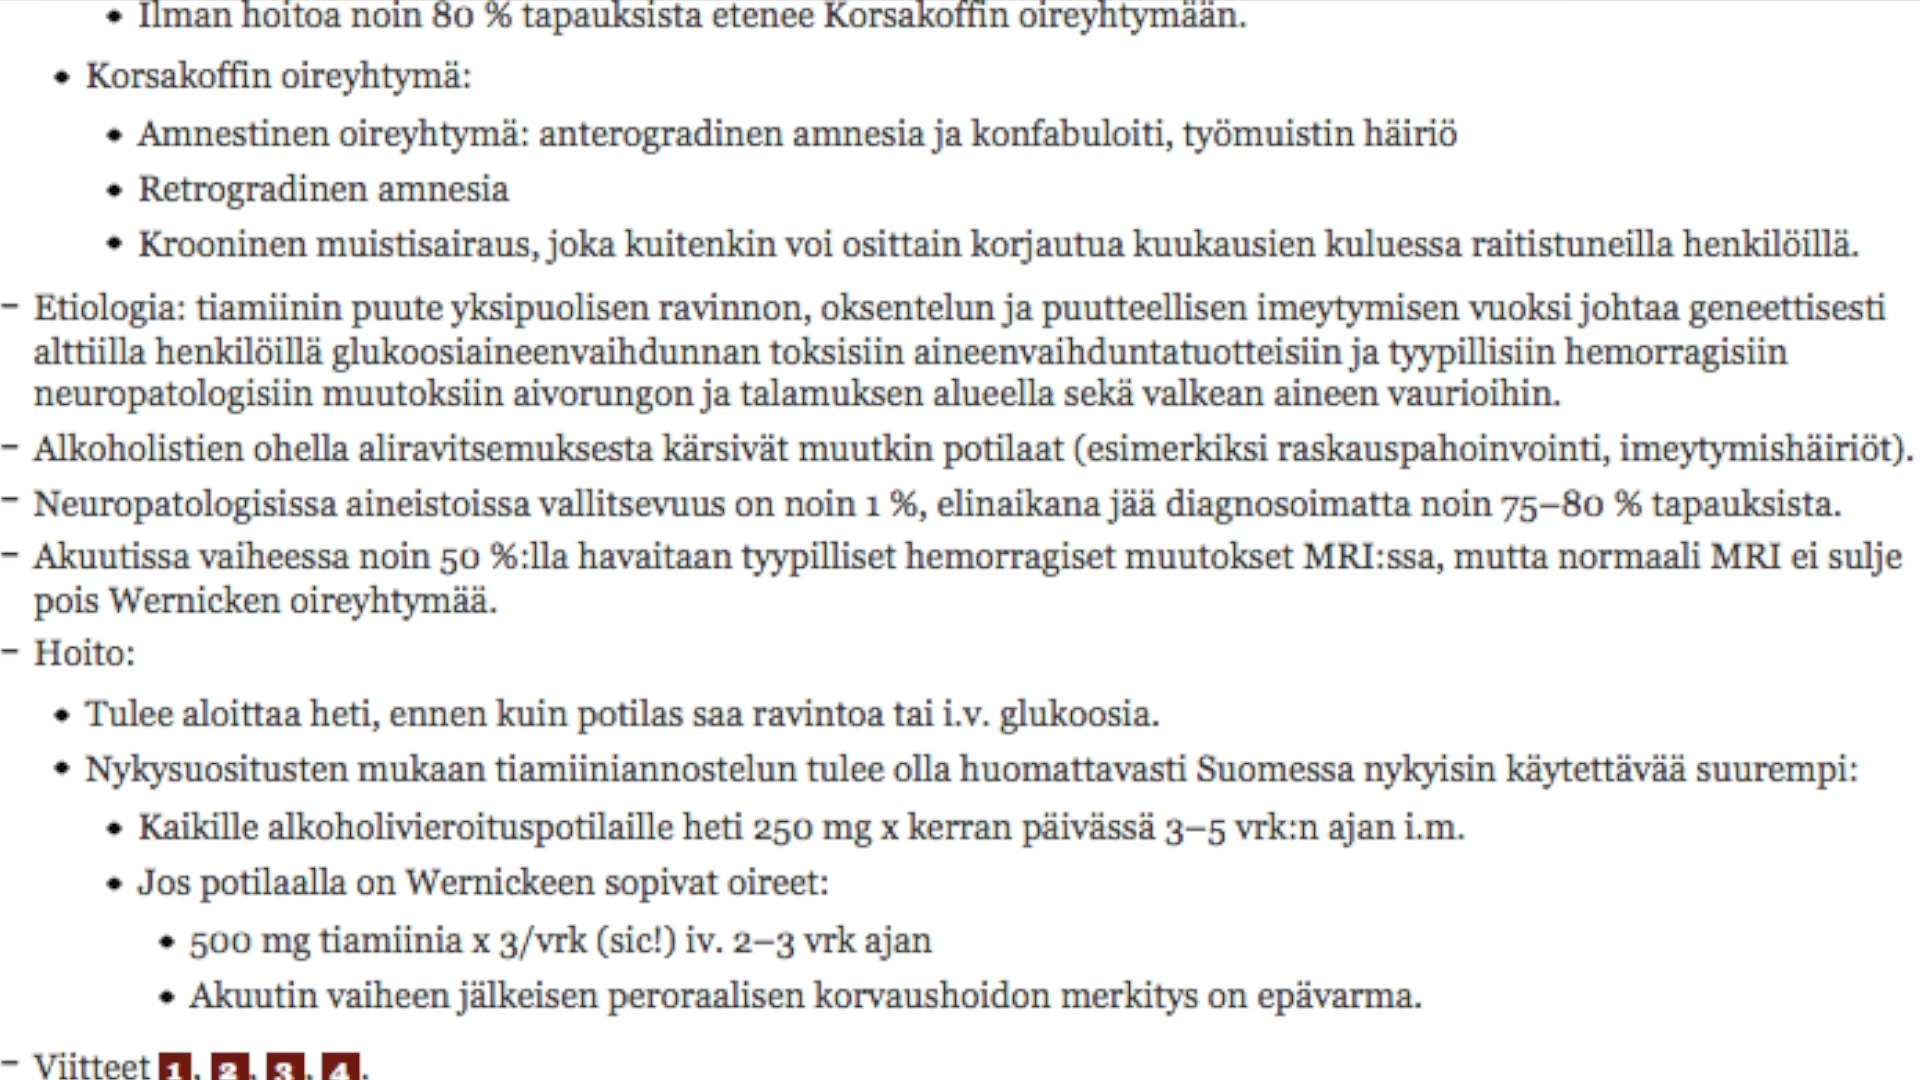 • Ilman hoitoa noin 80 % tapauksista etenee Korsakoffin oireyhtymään.
• Korsakoffin oireyhtymä:
• Amnestinen oireyhtymä: anterogradinen amnesia ja konfabuloiti, työmuistin häiriö
• Retrogradinen amnesia
• Krooninen muistisairaus, joka kuitenkin voi osittain korjautua kuukausien kuluessa raitistuneilla henkilöillä.
– Etiologia: tiamiinin puute yksipuolisen ravinnon, oksentelun ja puutteellisen imeytymisen vuoksi johtaa geneettisesti
alttiilla henkilöillä glukoosiaineenvaihdunnan toksisiin aineenvaihduntatuotteisiin ja tyypillisiin hemorragisiin
neuropatologisiin muutoksiin aivorungon ja talamuksen alueella sekä valkean aineen vaurioihin.
– Alkoholistien ohella aliravitsemuksesta kärsivät muutkin potilaat (esimerkiksi raskauspahoinvointi, imeytymishäiriöt).
– Neuropatologisissa aineistoissa vallitsevuus on noin 1 %, elinaikana jää diagnosoimatta noin 75–80 % tapauksista.
– Akuutissa vaiheessa noin 50 %:lla havaitaan tyypilliset hemorragiset muutokset MRI:ssa, mutta normaali MRI ei sulje
pois Wernicken oireyhtymää.
– Hoito:
• Tulee aloittaa heti, ennen kuin potilas saa ravintoa tai i.v. glukoosia.
• Nykysuositusten mukaan tiamiiniannostelun tulee olla huomattavasti Suomessa nykyisin käytettävää suurempi:
• Kaikille alkoholivieroituspotilaille heti 250 mg x kerran päivässä 3–5 vrk:n ajan i.m.
• Jos potilaalla on Wernickeen sopivat oireet:
• 500 mg tiamiinia x 3/vrk (sic!) iv. 2–3 vrk ajan
• Akuutin vaiheen jälkeisen peroraalisen korvaushoidon merkitys on epävarma.
– Viitteet 1, 2, 3, 4.